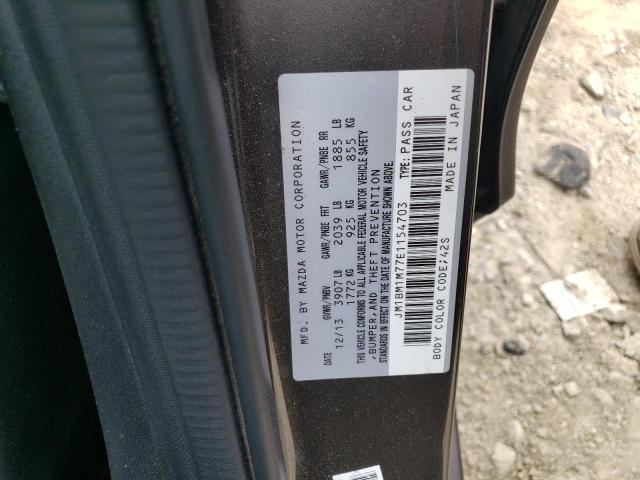 MFD. BY MAZDA MOTOR CORPORATION
DATE GVWR/PNBV GAWR/PNBE FRT GAWR/PNBE RR
12/13 3907 LB 2039 LB 1885 LB
1772 KG 925 KG 855 KG
THIS VEHICLE CONFORMS TO ALL APPLICABLE FEDERAL MOTOR VEHICLE SAFETY
,BUMPER,AND THEFT PREVENTION
STANDARDS IN EFFECT ON THE DATE OF MANUFACTURE SHOWN ABOVE.
JM1BM1M77E1154703 TYPE: PASS CAR
BODY COLOR CODE;42S MADE IN JAPAN